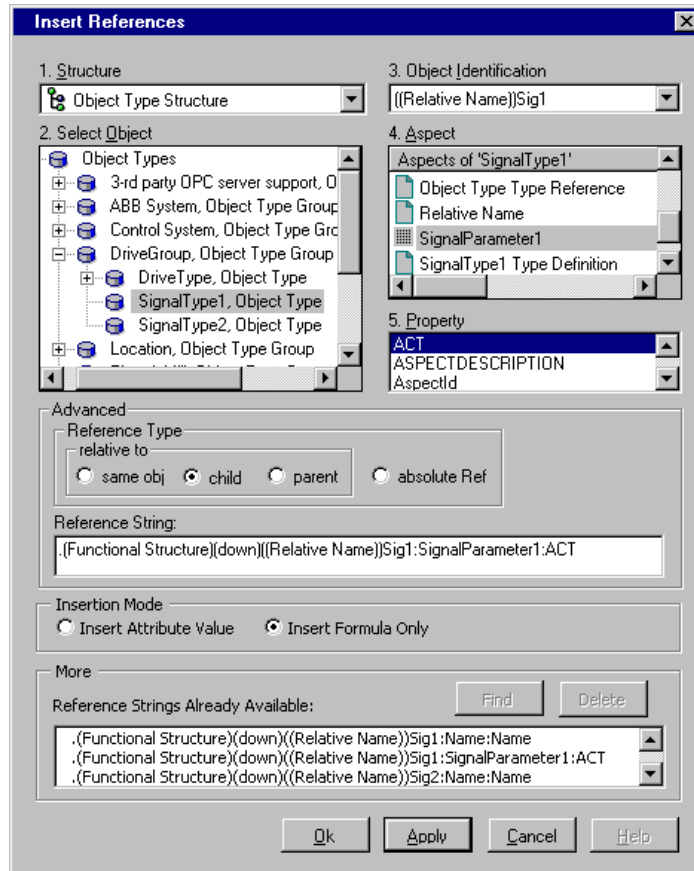 Insert References
1. Structure
Object Type Structure
2. Select Object
Object Types
3-rd party OPC server support, O
ABB System, Object Type Group
Control System, Object Type Grc
DriveGroup, Object Type Group
DriveType, Object Type
SignalType1, Object Type
SignalType2, Object Type
Location, Object Type Group
3. Object Identification
((Relative Name))Sig1
4. Aspect
Aspects of 'SignalType1'
Object Type Type Reference
Relative Name
SignalParameter1
SignalType1 Type Definition
5. Property
ACT
ASPECTDESCRIPTION
AspectId
Advanced
Reference Type
relative to
same obj child parent absolute Ref
Reference String:
.(Functional Structure)(down)((Relative Name))Sig1:SignalParameter1:ACT
Insertion Mode
Insert Attribute Value Insert Formula Only
More
Reference Strings Already Available:
Find Delete
.(Functional Structure)(down)((Relative Name))Sig1:Name:Name
.(Functional Structure)(down)((Relative Name))Sig1:SignalParameter1:ACT
.(Functional Structure)(down)((Relative Name))Sig2:Name:Name
Ok Apply Cancel Help